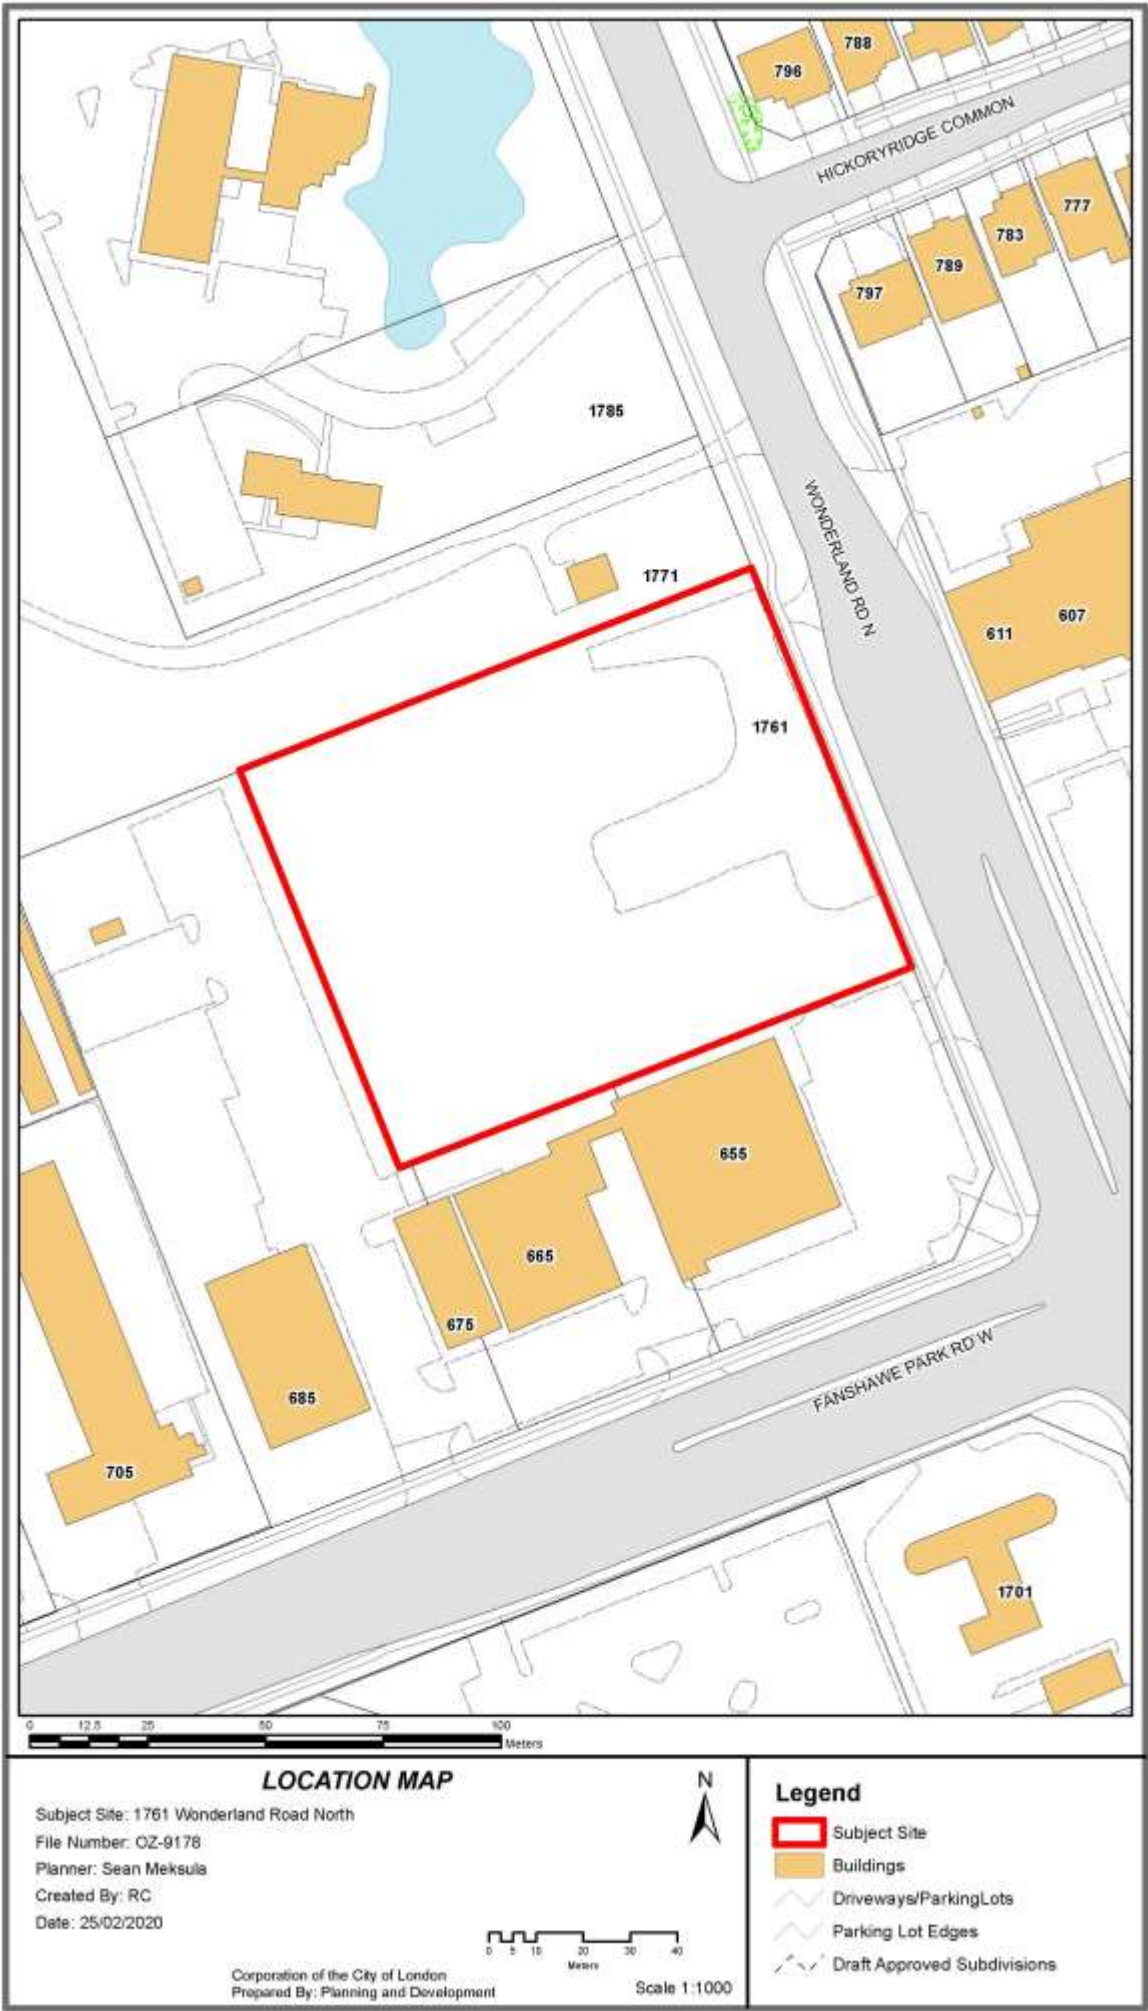 788
796
HICKORYRIDGE COMMON
777
783
789
797
1785
WONDERLAND RD N
1771
607
611
1761
655
665
675
685
FANSHAWE PARK RD W
705
1701
0 12.5 25 50 75 100
Meters
LOCATION MAP
Subject Site: 1761 Wonderland Road North
File Number: OZ-9178
Planner: Sean Meksula
Created By: RC
Date: 25/02/2020
N
0 5 10 20 30 40
Meters
Corporation of the City of London
Prepared By: Planning and Development
Scale 1:1000
Legend
Subject Site
Buildings
Driveways/ParkingLots
Parking Lot Edges
Draft Approved Subdivisions